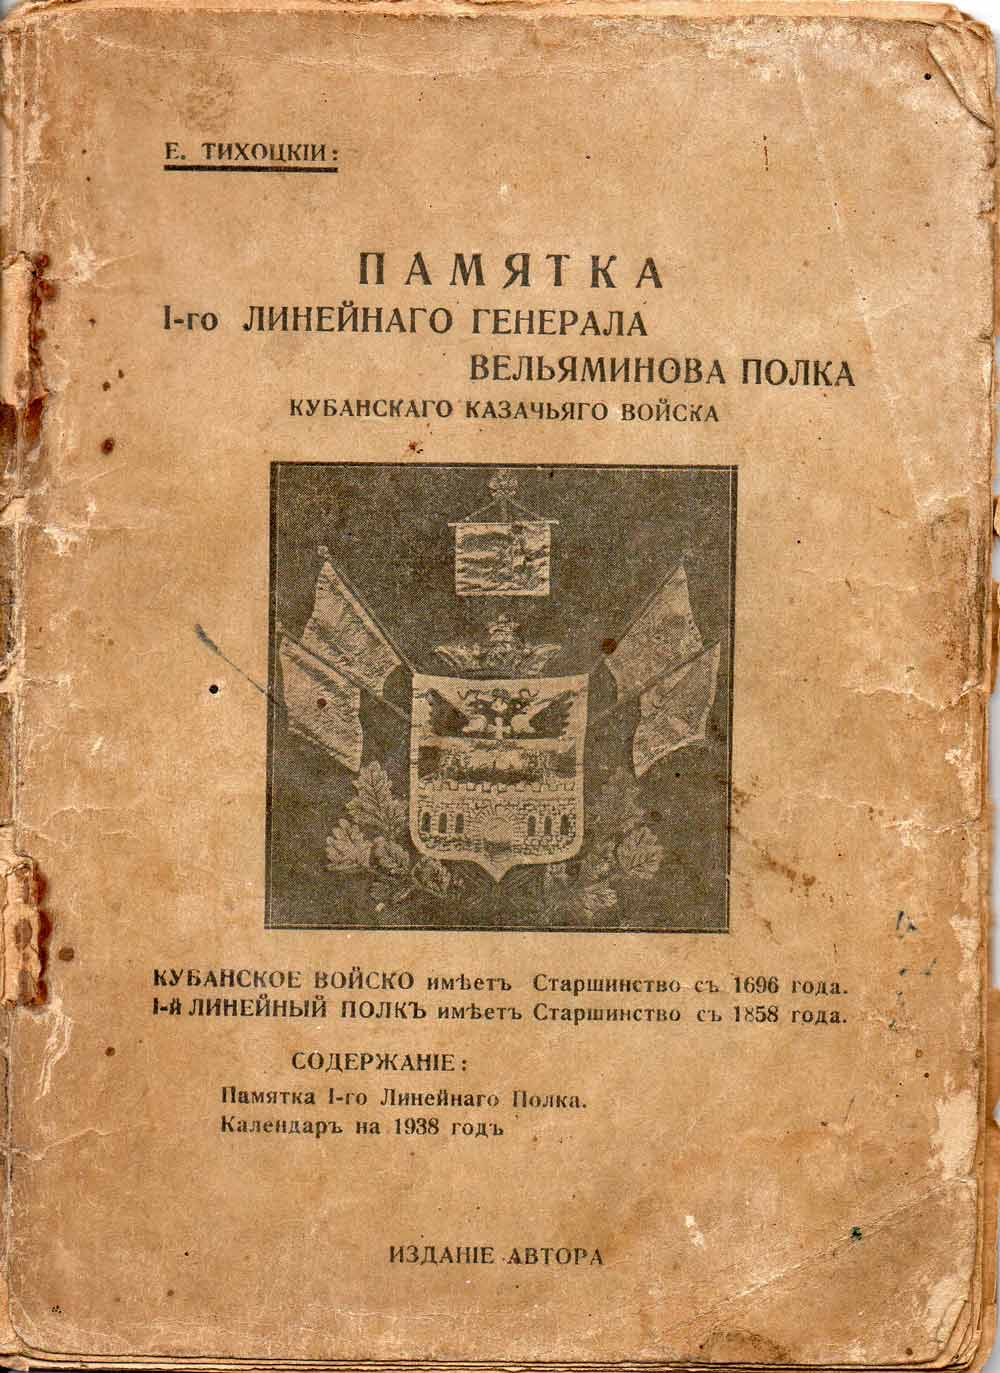 Е. ТИХОЦКІИ:
ПАМЯТКА
I-го ЛИНЕЙНАГО ГЕНЕРАЛА
ВЕЛЬЯМИНОВА ПОЛКА
КУБАНСКАГО КАЗАЧЬЯГО ВОЙСКА
КУБАНСКОЕ ВОЙСКО имѣетъ Старшинство съ 1696 года.
I-й ЛИНЕЙНЫЙ ПОЛКЪ имѣетъ Старшинство съ 1858 года.
СОДЕРЖАНІЕ:
Памятка I-го Линейнаго Полка.
Календарь на 1938 годъ
ИЗДАНІЕ АВТОРА